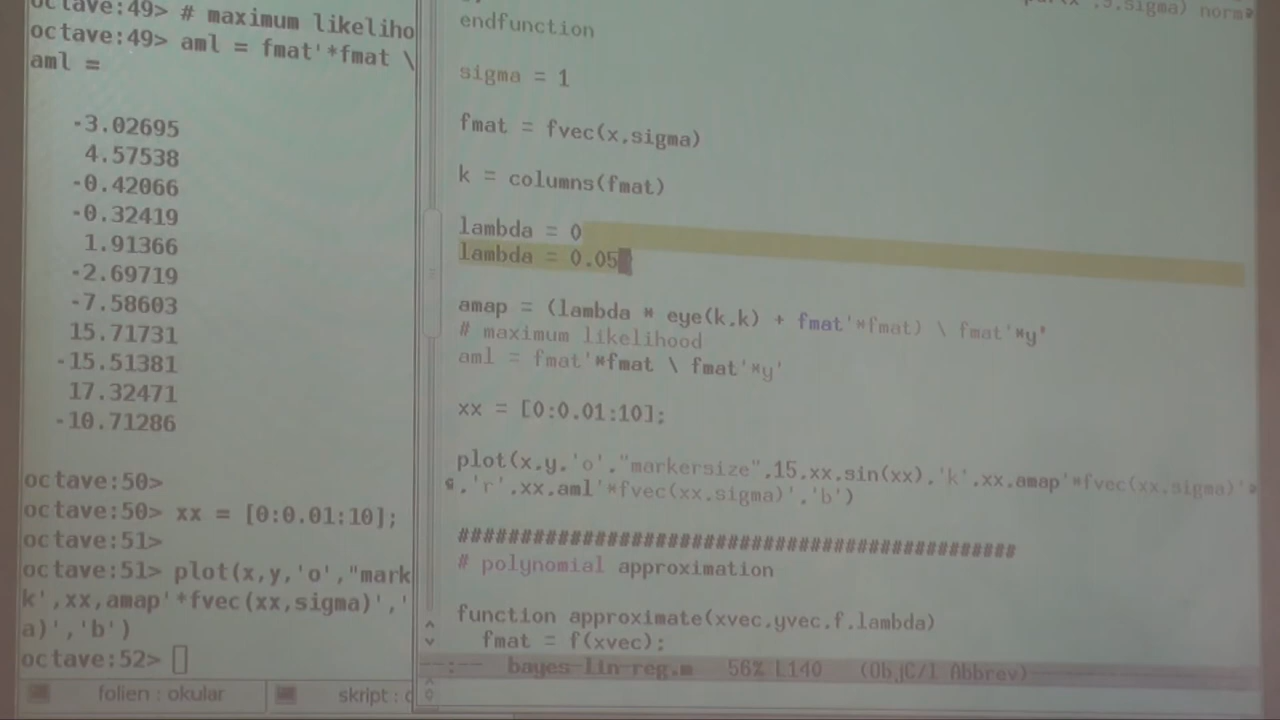 octave:49> # maximum likeliho
octave:49> aml = fmat'*fmat \
aml =
-3.02695
4.57538
-0.42066
-0.32419
1.91366
-2.69719
-7.58603
15.71731
-15.51381
17.32471
-10.71286
octave:50>
octave:50> xx = [0:0.01:10];
octave:51>
octave:51> plot(x,y,'o',"mark
k',xx,amap'*fvec(xx,sigma)','
a)','b')
octave:52>
folien : okular
skript : o
sigma) norm
endfunction
sigma = 1
fmat = fvec(x,sigma)
k = columns(fmat)
lambda = 0
lambda = 0.05
amap = (lambda * eye(k,k) + fmat'*fmat) \ fmat'*y'
# maximum likelihood
aml = fmat'*fmat \ fmat'*y'
xx = [0:0.01:10];
plot(x,y,'o',"markersize",15,xx,sin(xx),'k',xx,amap'*fvec(xx,sigma)'
,'r',xx,aml'*fvec(xx,sigma)','b')
##############################################
# polynomial approximation
function approximate(xvec,yvec,f,lambda)
fmat = f(xvec);
--:--- bayes-lin-reg.m 56% L140 (ObjC/l Abbrev)